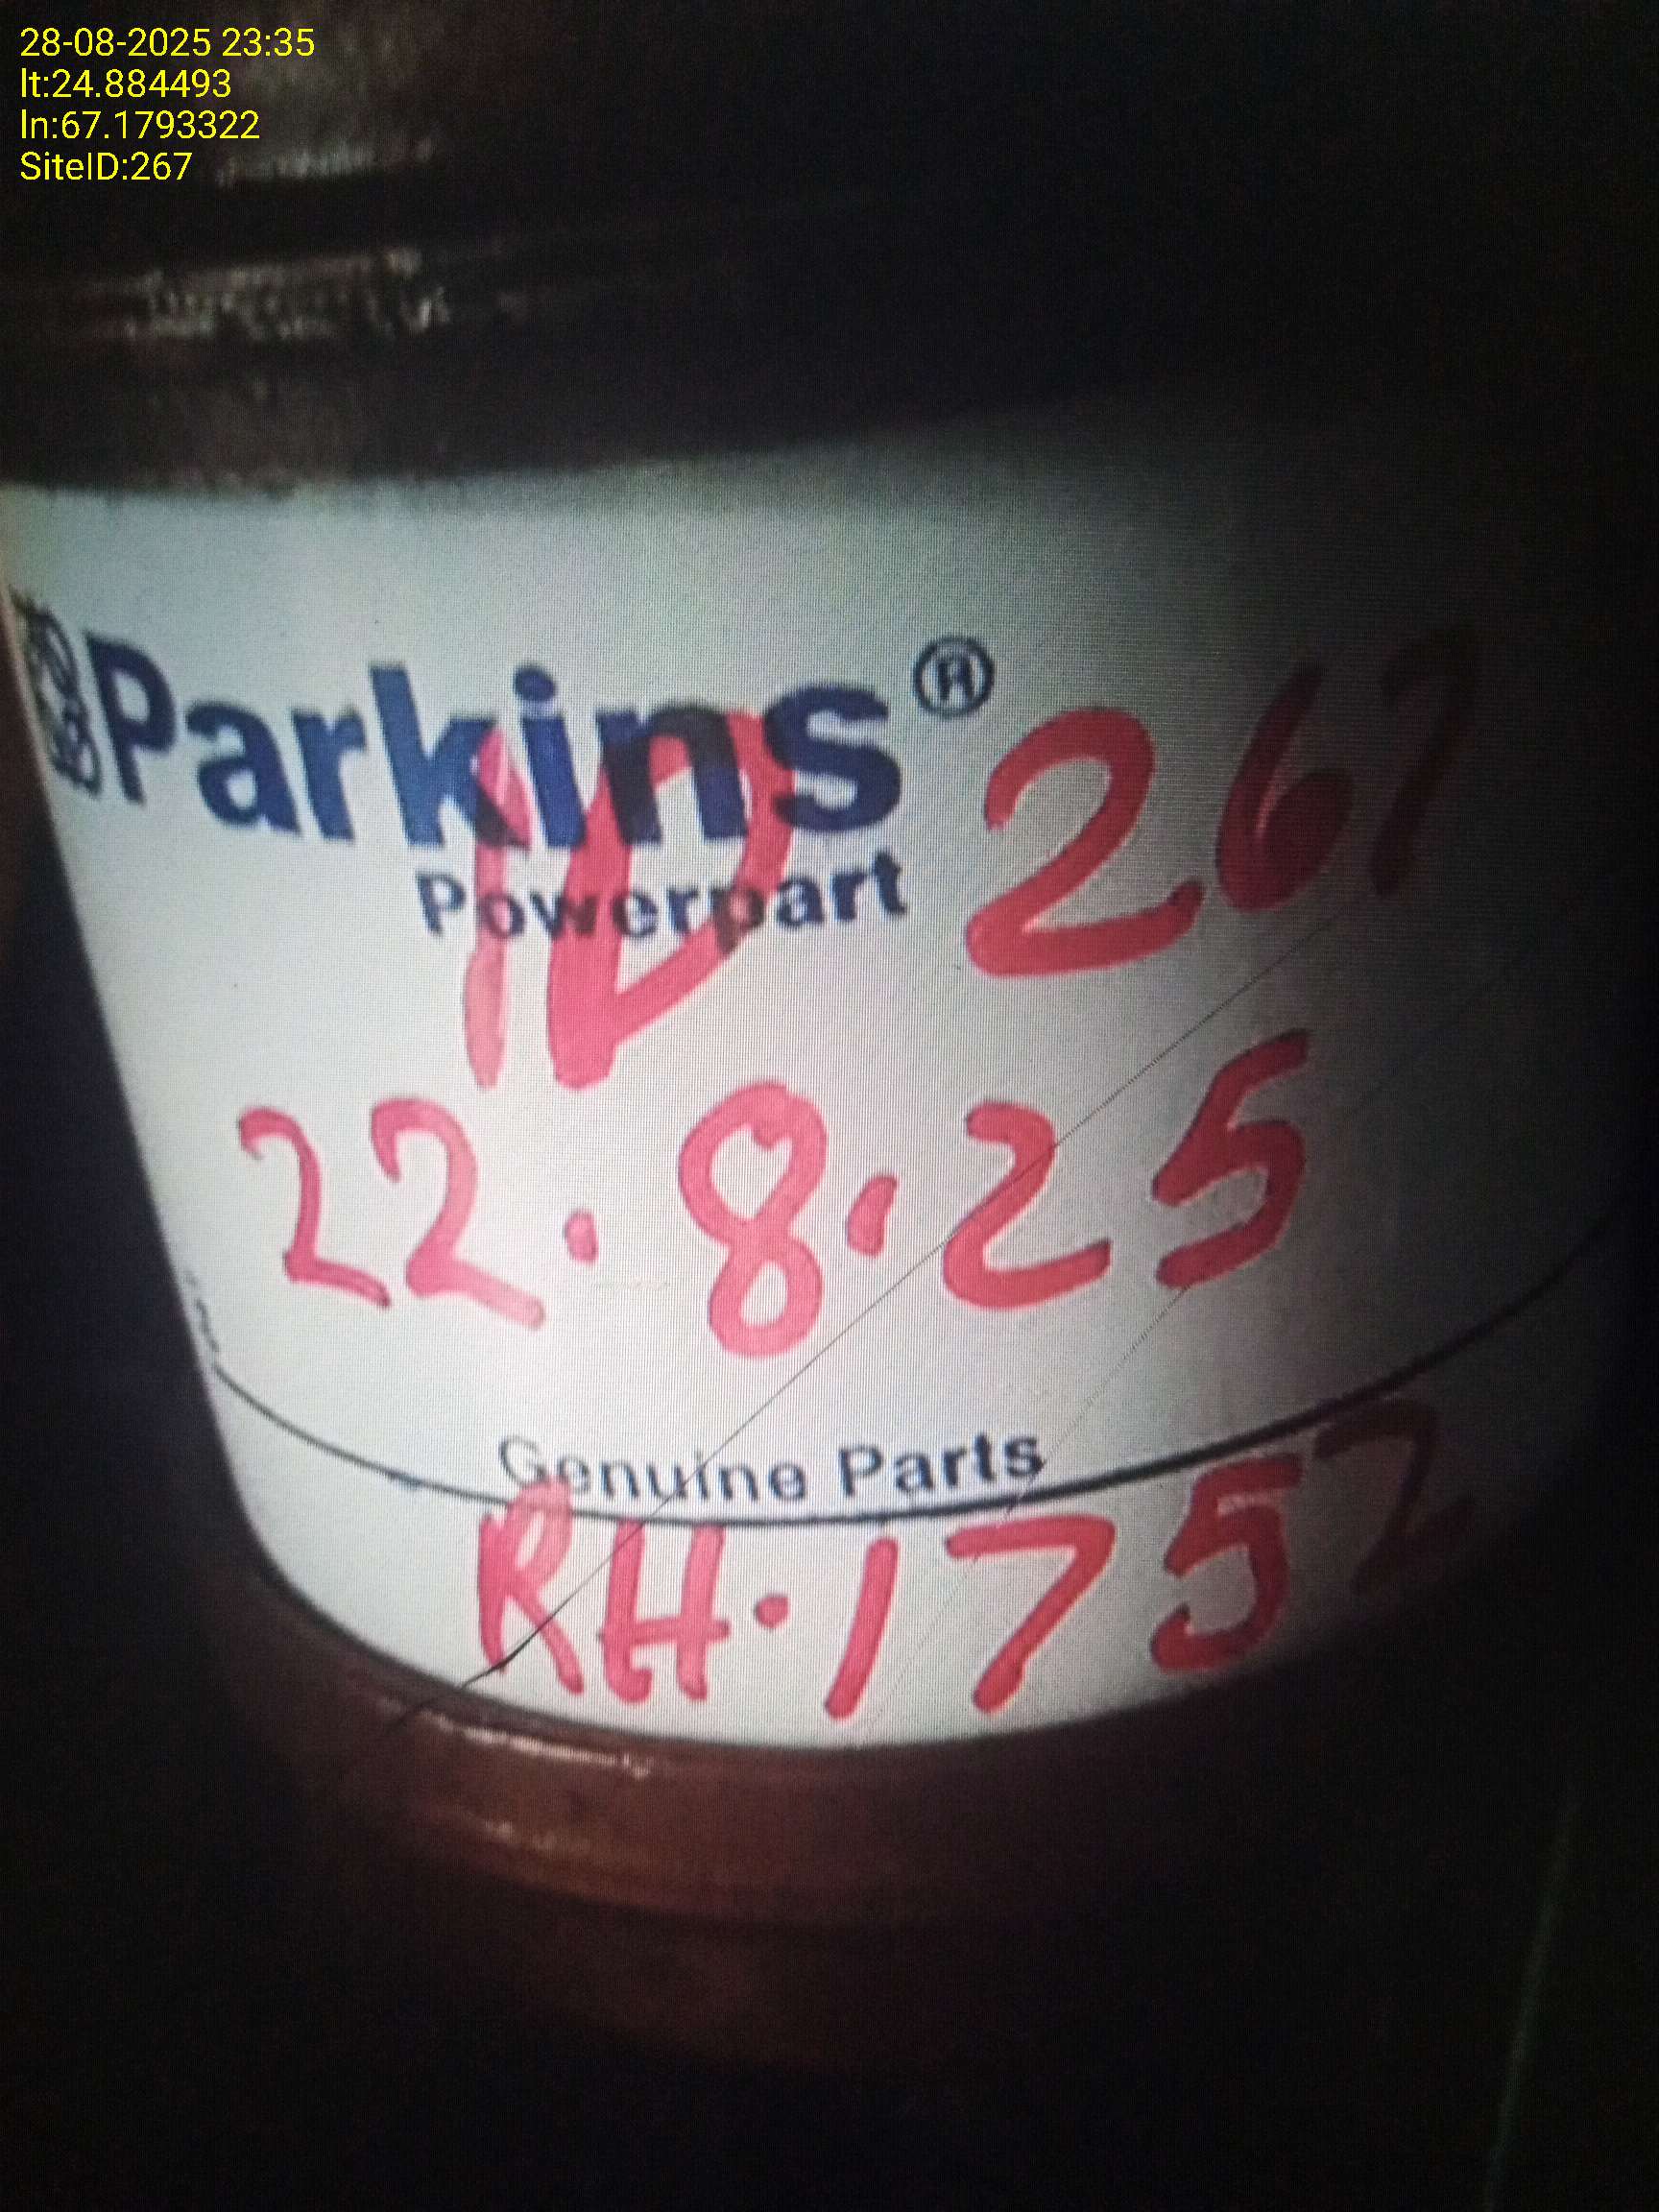 28-08-2025 23:35
lt:24.884493
ln:67.1793322
SiteID:267
Parkins®
Powerpart
ID 267
22.8.25
Genuine Parts
RH.1752